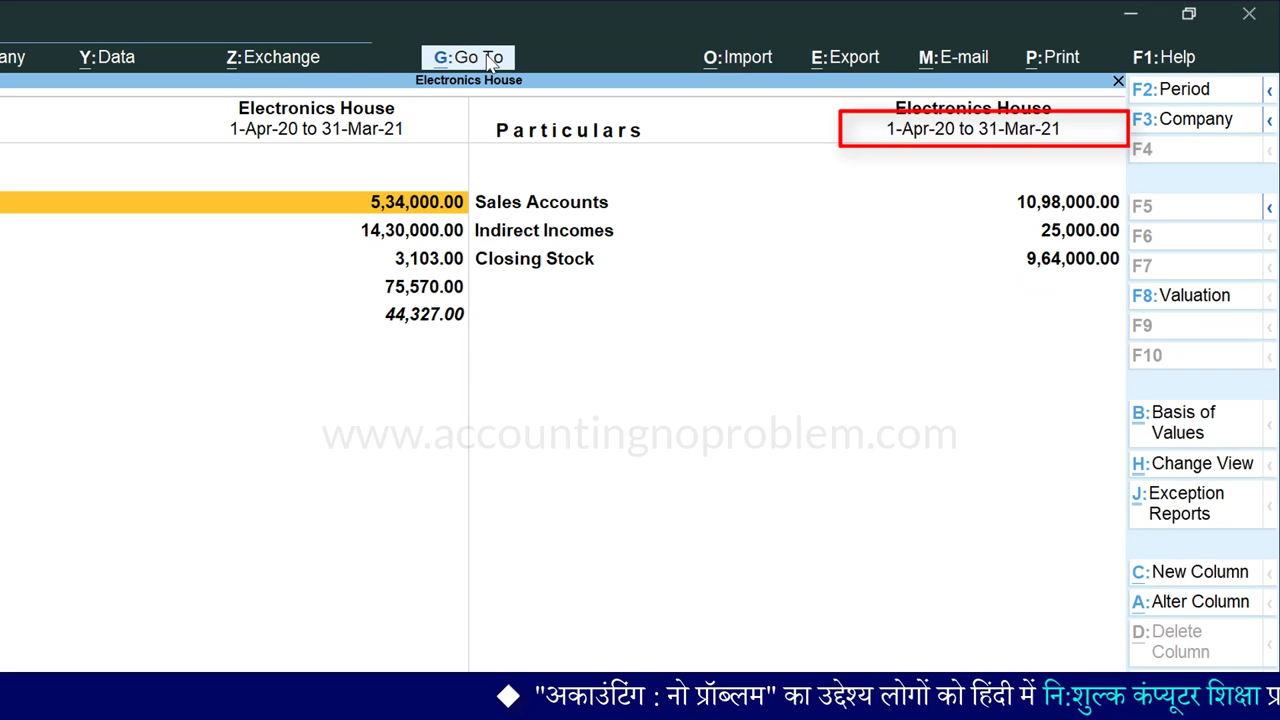 any Y:Data Z:Exchange G:Go To O:Import E:Export M:E-mail P:Print F1:Help
Electronics House
Electronics House Electronics House
1-Apr-20 to 31-Mar-21 Particulars 1-Apr-20 to 31-Mar-21
5,34,000.00 Sales Accounts 10,98,000.00
14,30,000.00 Indirect Incomes 25,000.00
3,103.00 Closing Stock 9,64,000.00
75,570.00
44,327.00
www.accountingnoproblem.com
F2:Period
F3:Company
F4
F5
F6
F7
F8:Valuation
F9
F10
B:Basis of
Values
H:Change View
J:Exception
Reports
C:New Column
A:Alter Column
D:Delete
Column
"अकाउंटिंग : नो प्रॉब्लम" का उद्देश्य लोगों को हिंदी में नि:शुल्क कंप्यूटर शिक्षा प्र